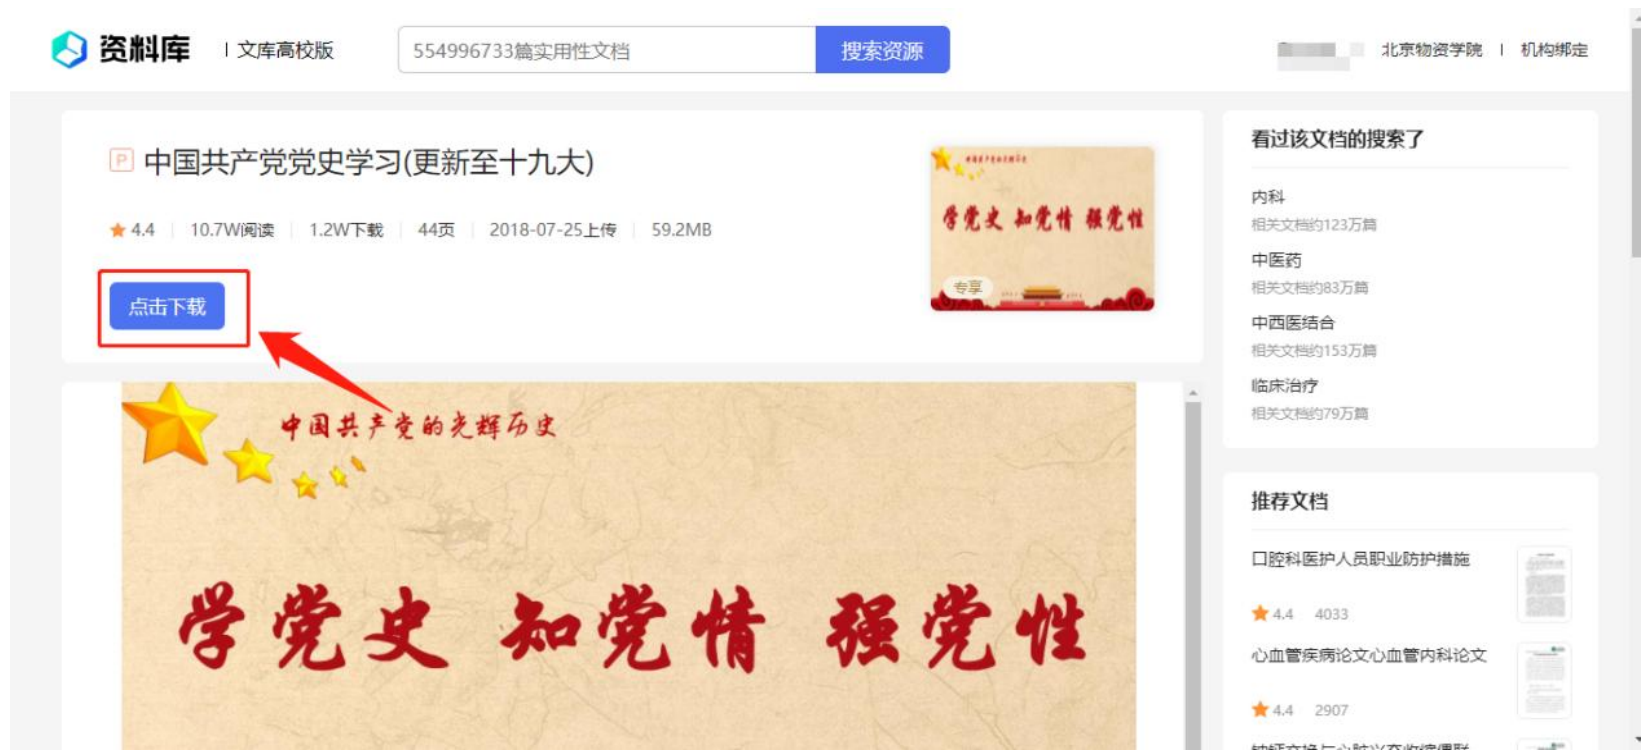 资料库 | 文库高校版
554996733篇实用性文档
搜索资源
北京物资学院 | 机构绑定
P 中国共产党党史学习(更新至十九大)
4.4 | 10.7W阅读 | 1.2W下载 | 44页 | 2018-07-25上传 | 59.2MB
点击下载
学党史 知党情 强党性
专享
中国共产党的光辉历史
学党史 知党情 强党性
看过该文档的搜索了
内科
相关文档约123万篇
中医药
相关文档约83万篇
中西医结合
相关文档约153万篇
临床治疗
相关文档约79万篇
推荐文档
口腔科医护人员职业防护措施
4.4 4033
心血管疾病论文心血管内科论文
4.4 2907